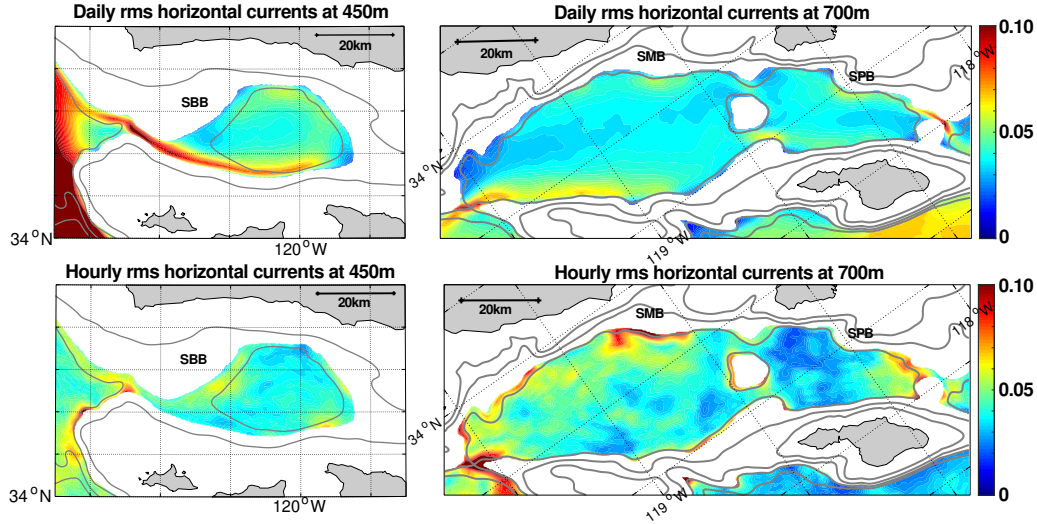 Daily rms horizontal currents at 450m
Daily rms horizontal currents at 700m
20km
20km
SMB
SBB
SPB
118 °W
0.10
0.05
0
34 °N
34 °N
120 °W
119 °W
Hourly rms horizontal currents at 450m
Hourly rms horizontal currents at 700m
20km
20km
SMB
SBB
SPB
118 °W
0.10
0.05
0
34 °N
34 °N
120 °W
119 °W